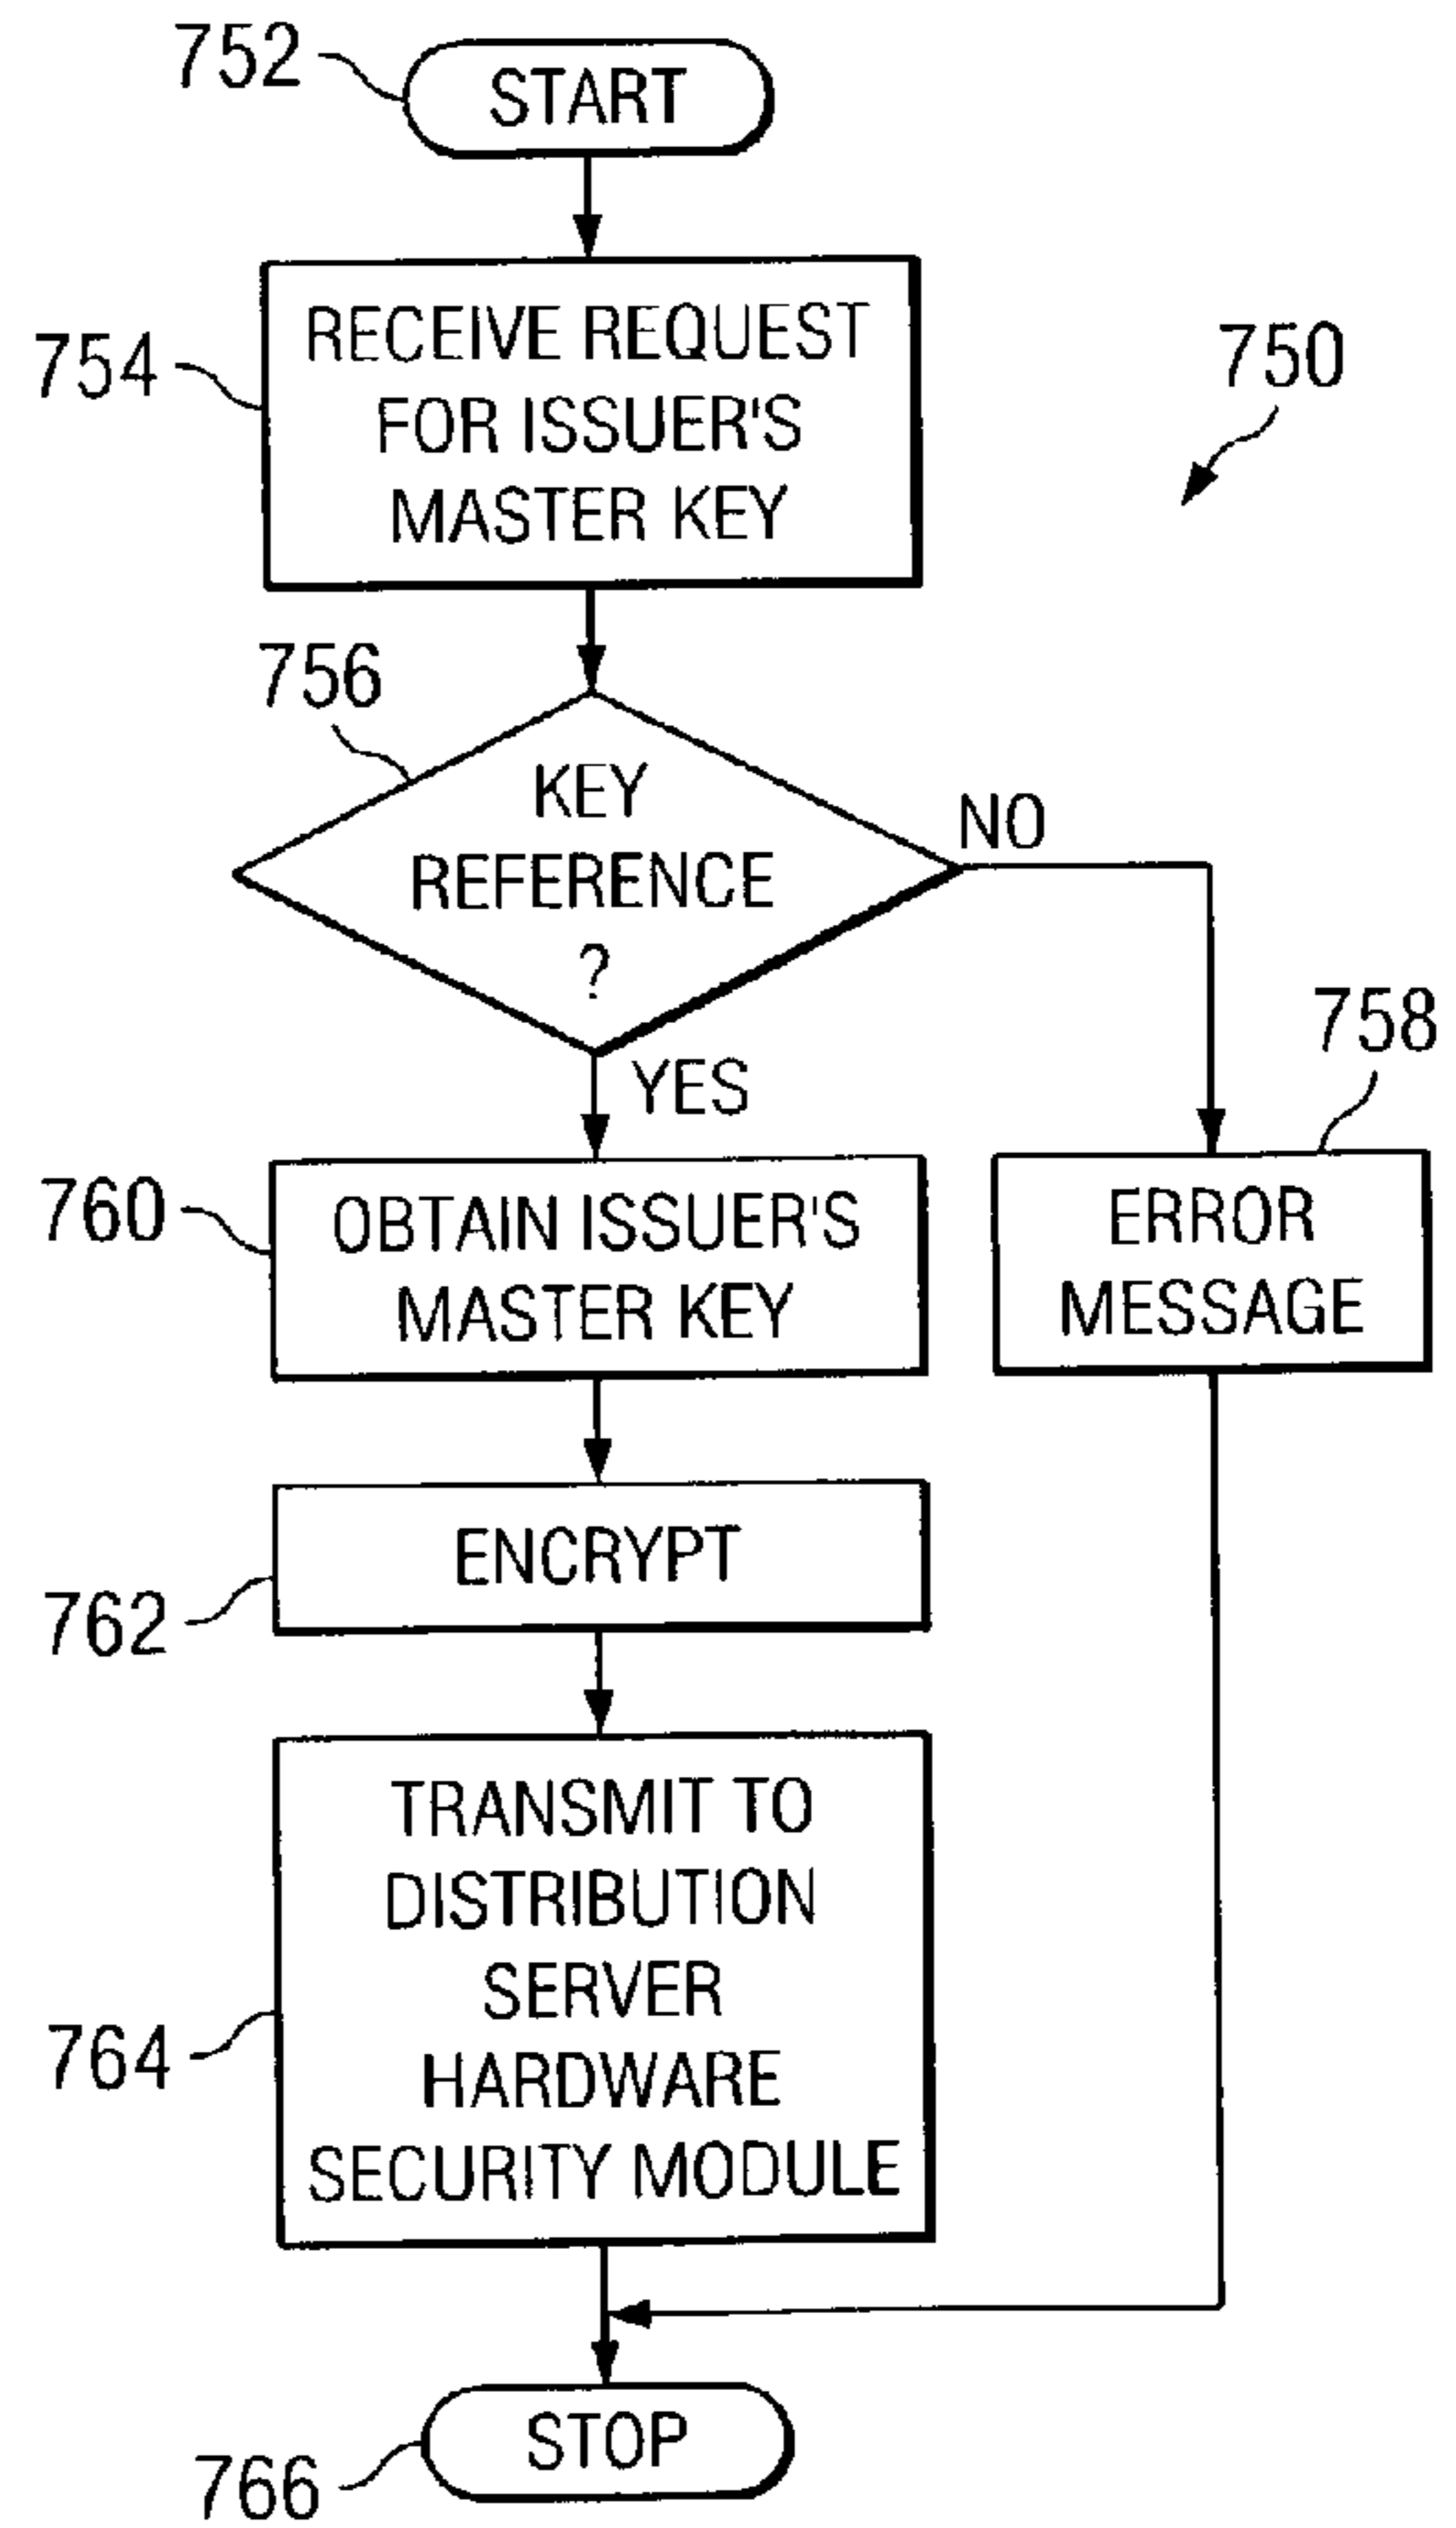 752
START
754
RECEIVE REQUEST
FOR ISSUER'S
MASTER KEY
750
756
KEY
REFERENCE
?
NO
YES
758
ERROR
MESSAGE
760
OBTAIN ISSUER'S
MASTER KEY
762
ENCRYPT
764
TRANSMIT TO
DISTRIBUTION
SERVER
HARDWARE
SECURITY MODULE
766
STOP